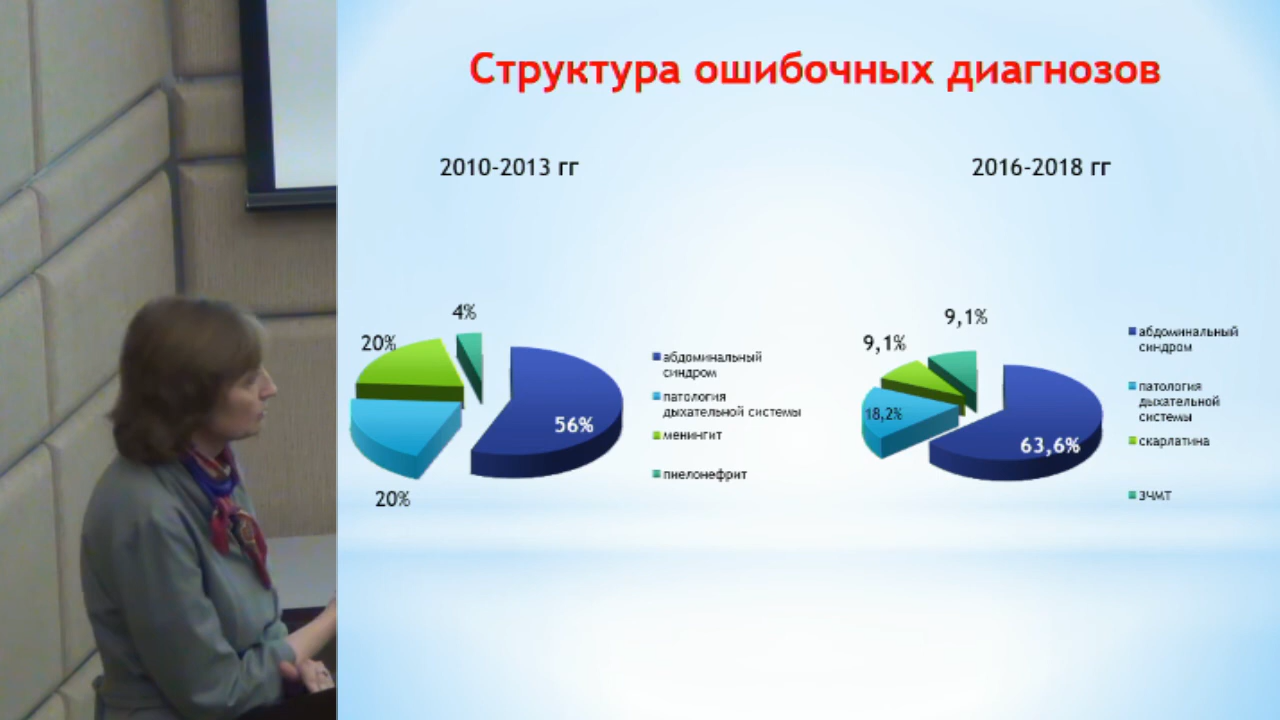 Структура ошибочных диагнозов
2010-2013 гг
4%
20%
56%
20%
абдоминальный
синдром
патология
дыхательной системы
менингит
пиелонефрит
2016-2018 гг
9,1%
9,1%
18,2%
63,6%
абдоминальный
синдром
патология
дыхательной
системы
скарлатина
ЗЧМТ